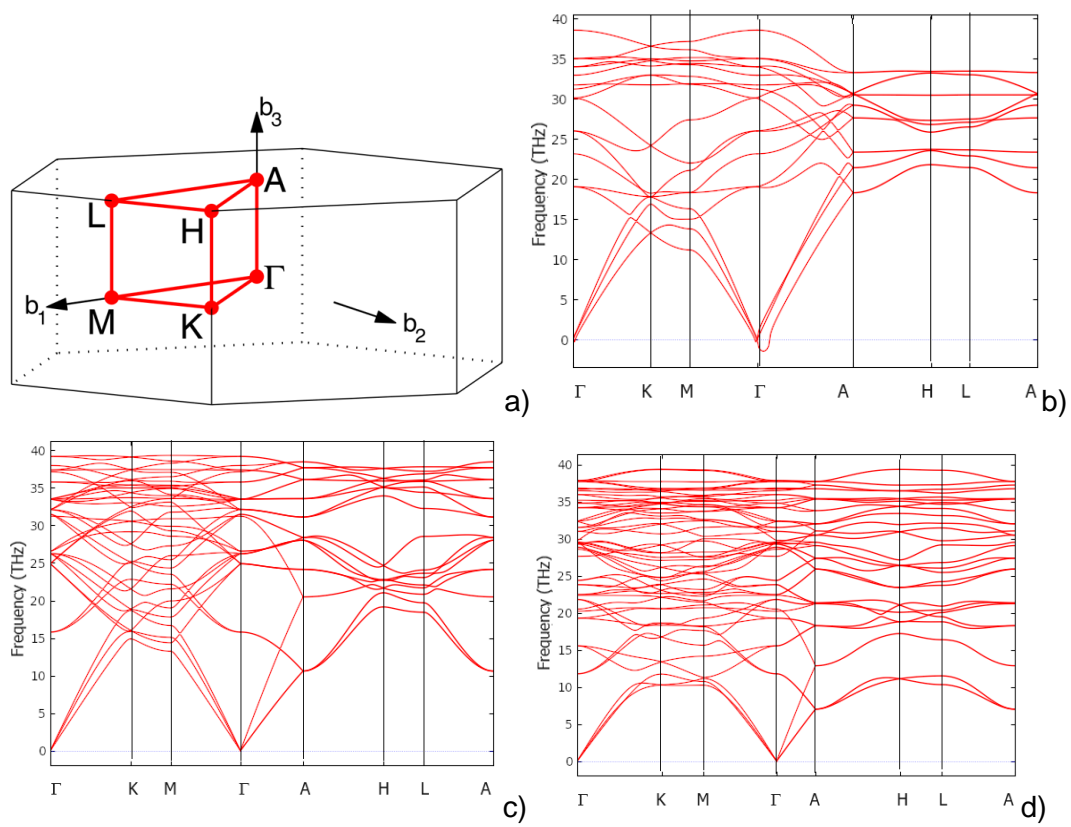 b₃
A
L
H
Γ
b₁
M
K
b₂
a)
40
35
30
25
20
15
10
5
0
Frequency (THz)
Γ K M Γ A H L A
b)
40
35
30
25
20
15
10
5
0
Frequency (THz)
Γ K M Γ A H L A
c)
40
35
30
25
20
15
10
5
0
Frequency (THz)
Γ K M Γ A H L A
d)